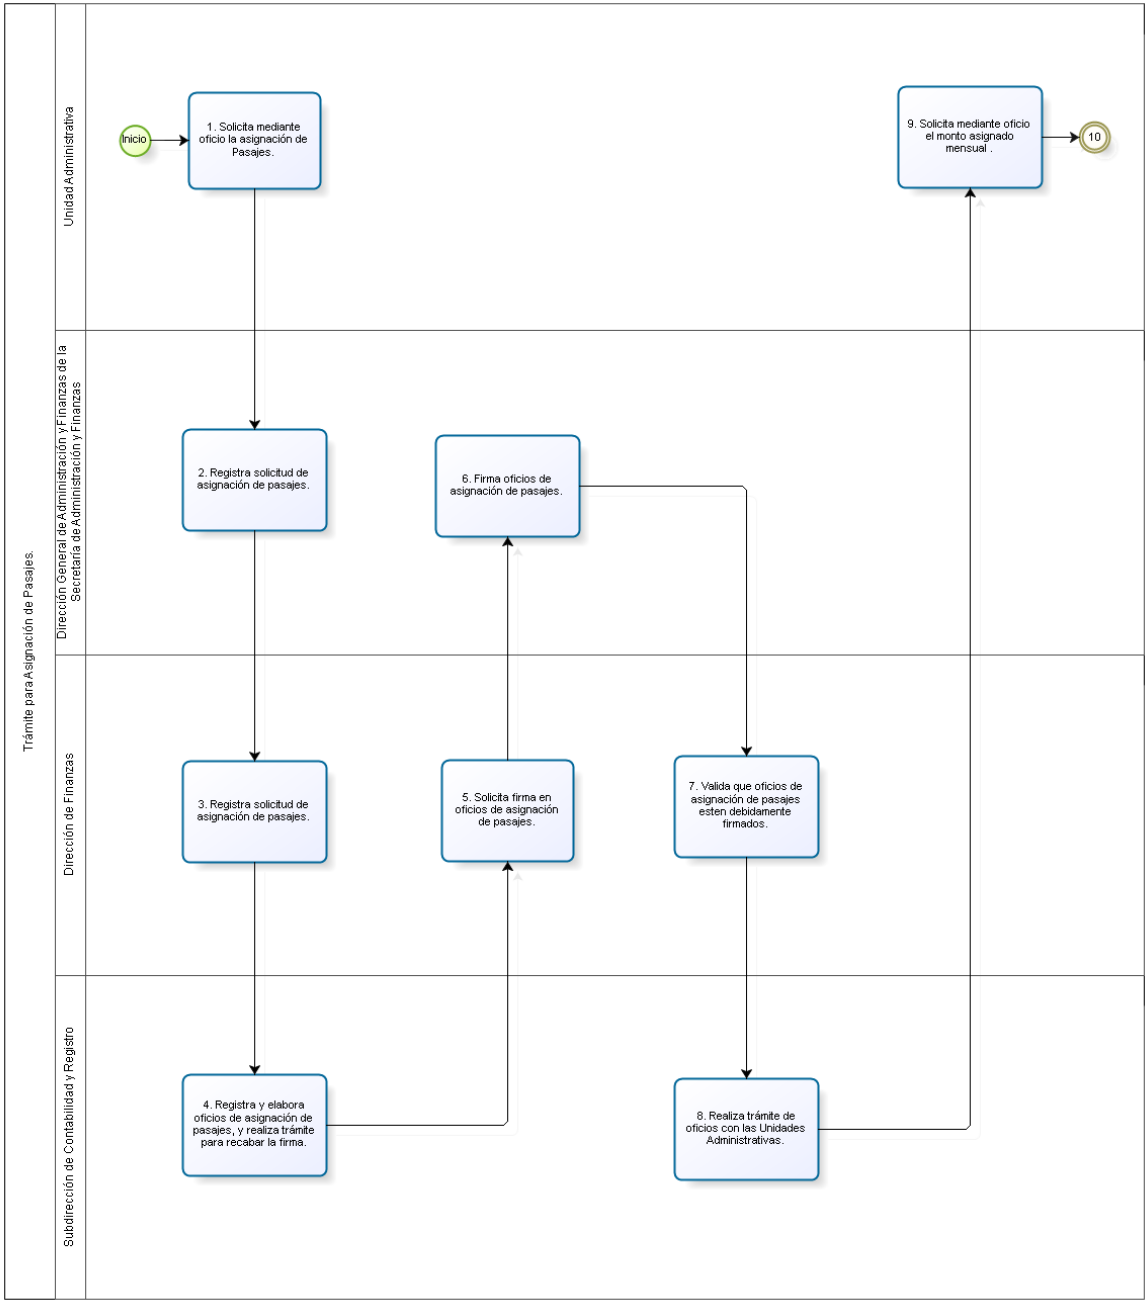 Trámite para Asignación de Pasajes.
Unidad Administrativa
Inicio
1. Solicita mediante
oficio la asignación de
Pasajes.
9. Solicita mediante oficio
el monto asignado
mensual .
10
Dirección General de Administración y Finanzas de la
Secretaría de Administración y Finanzas
2. Registra solicitud de
asignación de pasajes.
6. Firma oficios de
asignación de pasajes.
Dirección de Finanzas
3. Registra solicitud de
asignación de pasajes.
5. Solicita firma en
oficios de asignación
de pasajes.
7. Valida que oficios de
asignación de pasajes
esten debidamente
firmados.
Subdirección de Contabilidad y Registro
4. Registra y elabora
oficios de asignación de
pasajes, y realiza trámite
para recabar la firma.
8. Realiza trámite de
oficios con las Unidades
Administrativas.